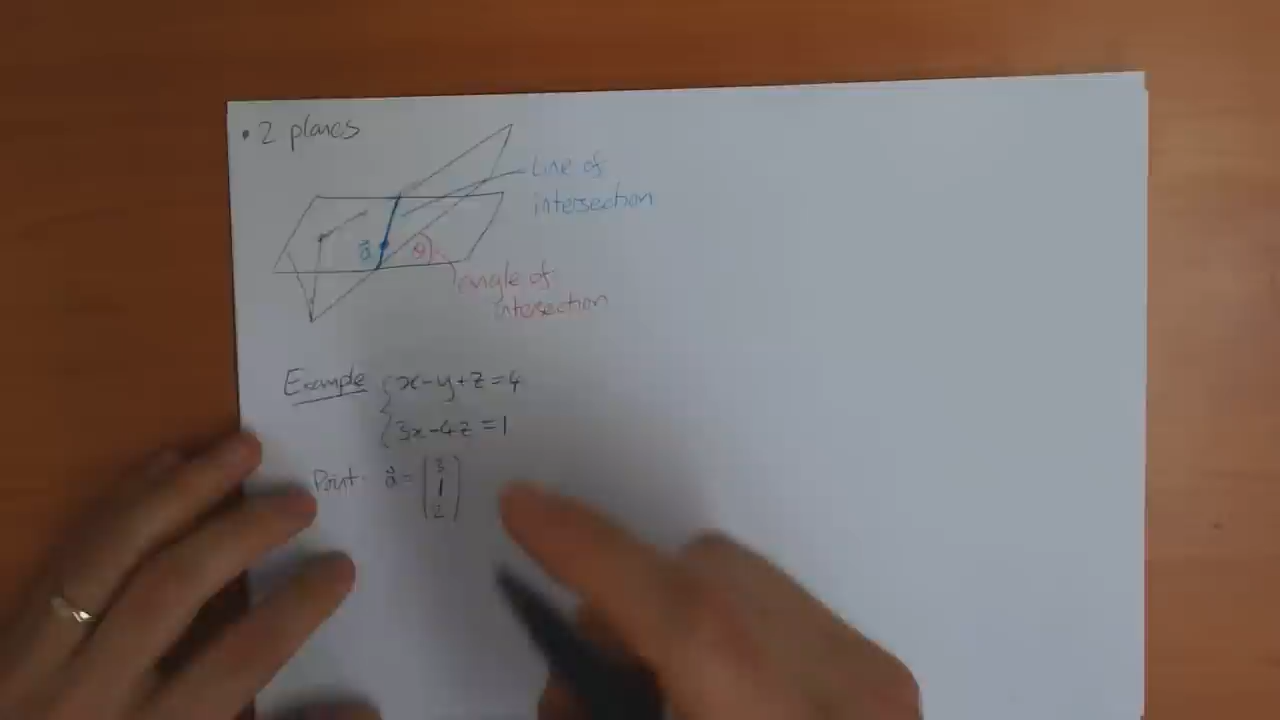 • 2 planes
Line of
intersection
a⃗
θ
angle of
intersection
Example { x-y+z=4
3x-4z=1
Point: a⃗ = (3
1
2)